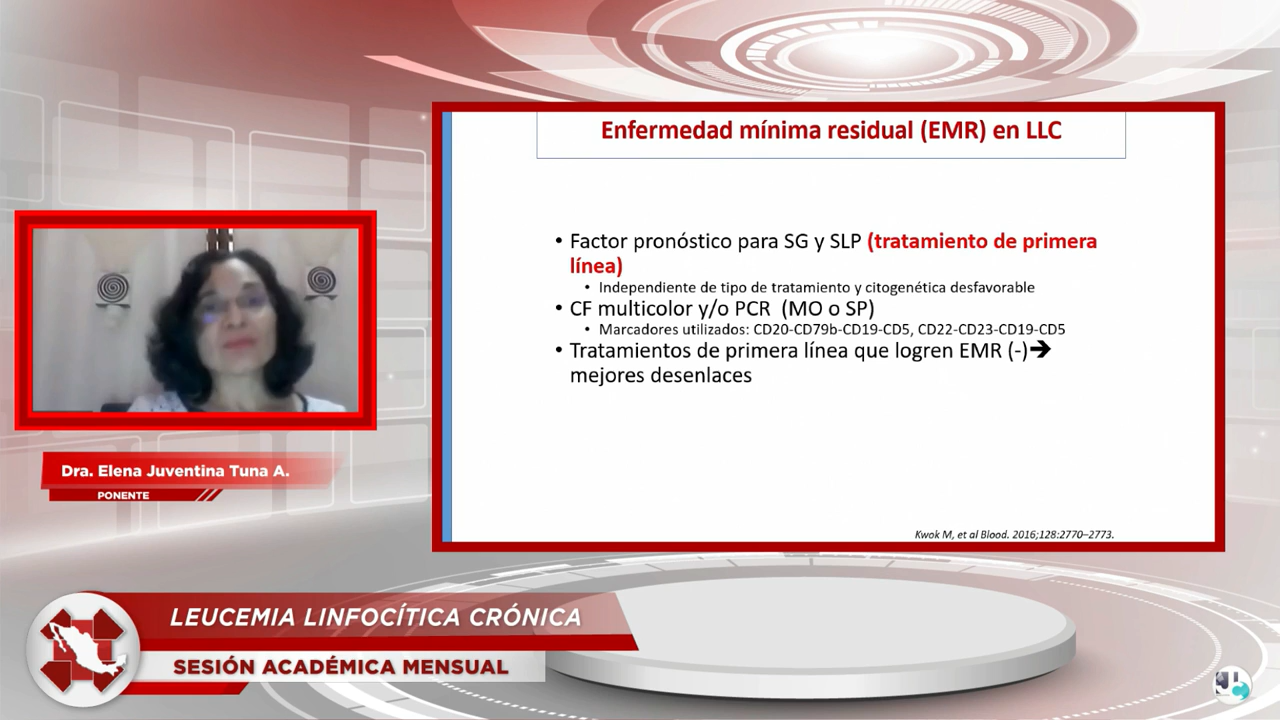 Enfermedad mínima residual (EMR) en LLC
• Factor pronóstico para SG y SLP (tratamiento de primera
línea)
• Independiente de tipo de tratamiento y citogenética desfavorable
• CF multicolor y/o PCR (MO o SP)
• Marcadores utilizados: CD20-CD79b-CD19-CD5, CD22-CD23-CD19-CD5
• Tratamientos de primera línea que logren EMR (-)➔
mejores desenlaces
Kwok M, et al Blood. 2016;128:2770–2773.
Dra. Elena Juventina Tuna A.
PONENTE
LEUCEMIA LINFOCÍTICA CRÓNICA
SESIÓN ACADÉMICA MENSUAL